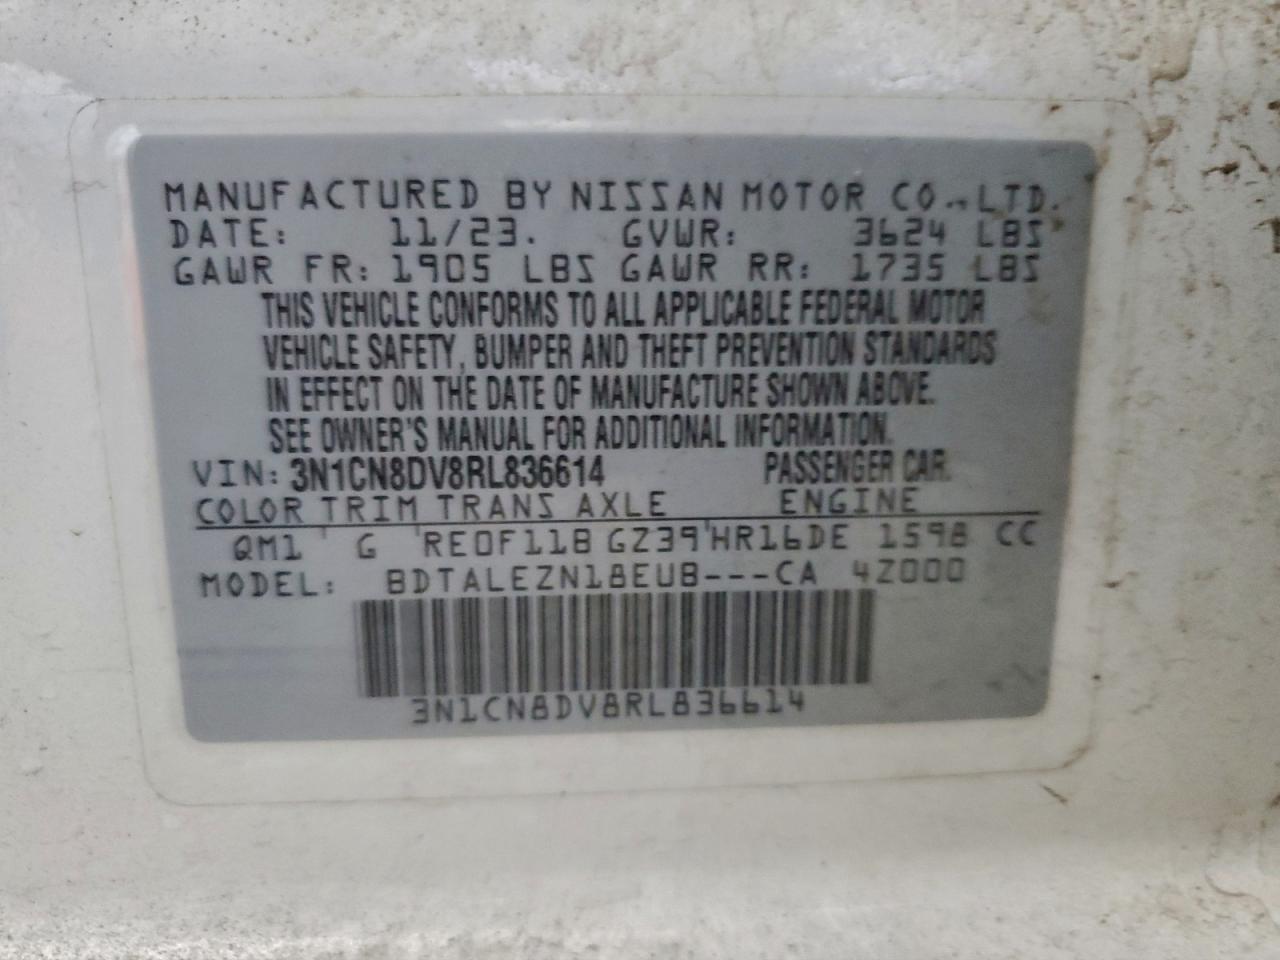 MANUFACTURED BY NISSAN MOTOR CO.,LTD.
DATE: 11/23. GVWR: 3624 LBS
GAWR FR: 1905 LBS GAWR RR: 1735 LBS
THIS VEHICLE CONFORMS TO ALL APPLICABLE FEDERAL MOTOR
VEHICLE SAFETY, BUMPER AND THEFT PREVENTION STANDARDS
IN EFFECT ON THE DATE OF MANUFACTURE SHOWN ABOVE.
SEE OWNER'S MANUAL FOR ADDITIONAL INFORMATION.
VIN: 3N1CN8DV8RL836614 PASSENGER CAR.
COLOR TRIM TRANS AXLE ENGINE
QM1 ' G 'RE0F11B GZ39'HR16DE 1598 CC
MODEL: BDTALEZN18EUB---CA 4Z000
3N1CN8DV8RL836614